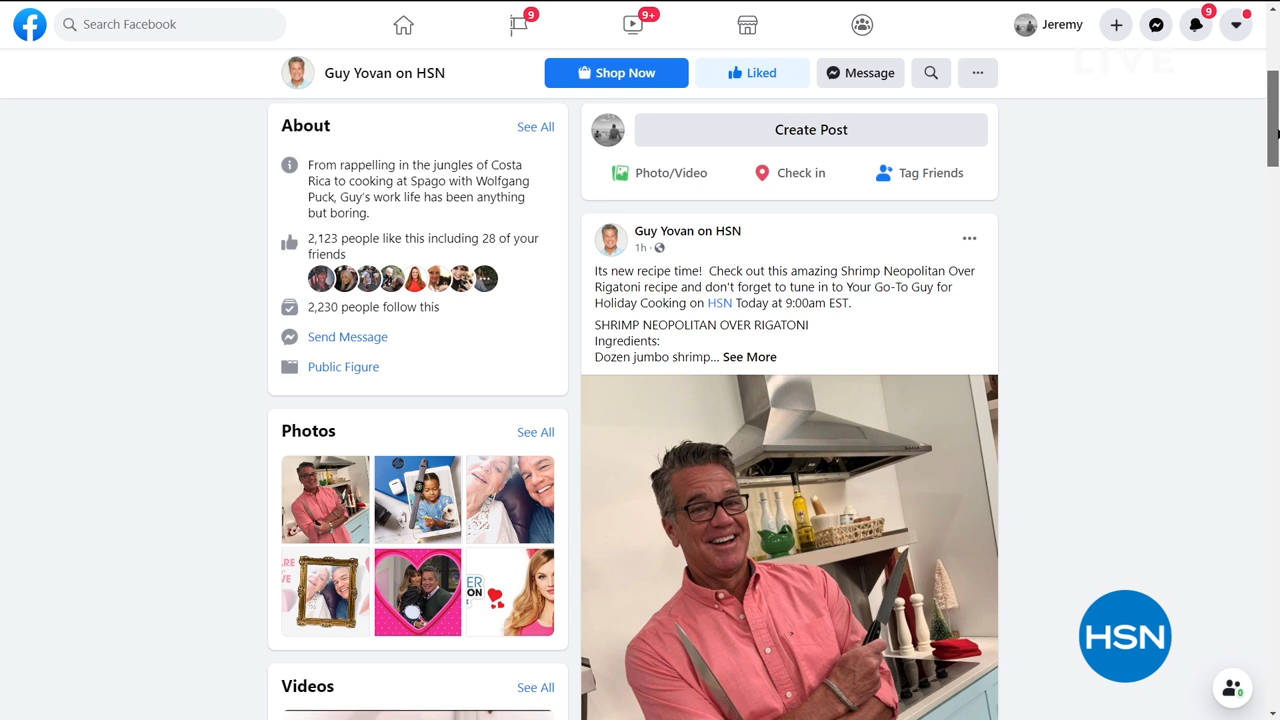 Search Facebook
9
9+
Jeremy
9
LIVE
Guy Yovan on HSN
Shop Now
Liked
Message
About
See All
From rappelling in the jungles of Costa
Rica to cooking at Spago with Wolfgang
Puck, Guy's work life has been anything
but boring.
2,123 people like this including 28 of your
friends
2,230 people follow this
Send Message
Public Figure
Photos
See All
ER
ON
Videos
See All
Create Post
Photo/Video
Check in
Tag Friends
Guy Yovan on HSN
1h ·
Its new recipe time! Check out this amazing Shrimp Neopolitan Over
Rigatoni recipe and don't forget to tune in to Your Go-To Guy for
Holiday Cooking on HSN Today at 9:00am EST.
SHRIMP NEOPOLITAN OVER RIGATONI
Ingredients:
Dozen jumbo shrimp... See More
HSN
0